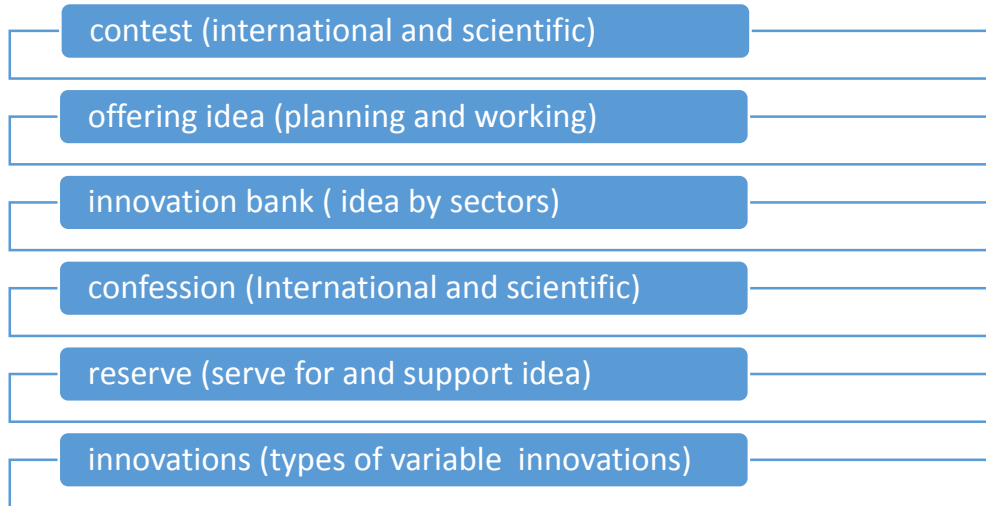 contest (international and scientific)
offering idea (planning and working)
innovation bank ( idea by sectors)
confession (International and scientific)
reserve (serve for and support idea)
innovations (types of variable  innovations)